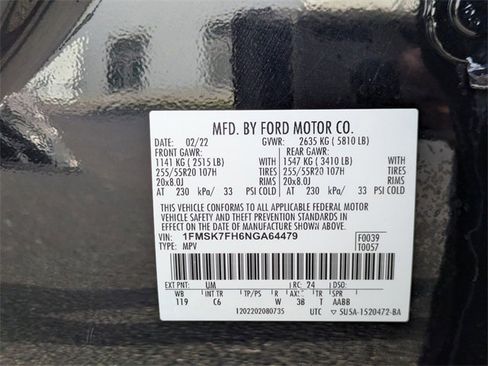 MFD. BY FORD MOTOR CO.
DATE: 02/22 GVWR: 2635 KG ( 5810 LB)
FRONT GAWR: REAR GAWR:
1141 KG ( 2515 LB) WITH 1547 KG ( 3410 LB) WITH
255/55R20 107H TIRES 255/55R20 107H TIRES
20x8.0J RIMS 20x8.0J RIMS
AT 230 kPa/ 33 PSI COLD AT 230 kPa/ 33 PSI COLD
THIS VEHICLE CONFORMS TO ALL APPLICABLE FEDERAL MOTOR
VEHICLE SAFETY AND THEFT PREVENTION STANDARDS IN
EFFECT ON THE DATE OF MANUFACTURE SHOWN ABOVE.
VIN: 1FMSK7FH6NGA64479 F0039
TYPE: MPV T0057
EXT PNT: UM RC: 24 DSO:
WB INT TR TP/PS R AXLE TR SPR
119 C6 W 3B T AABB
1202202080735 UTC 5U5A-1520472-BA